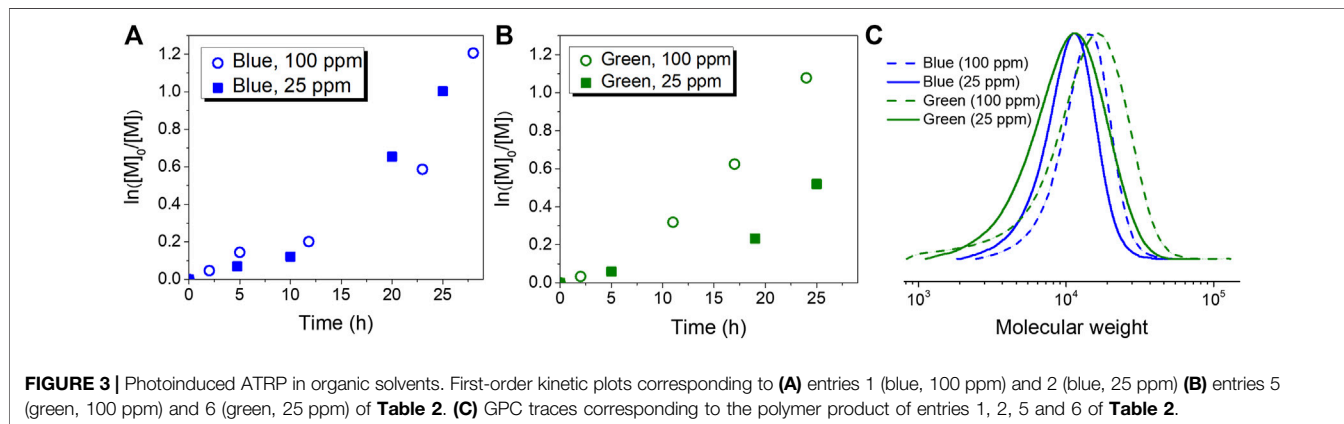 A
Blue, 100 ppm
Blue, 25 ppm
ln([M]0/[M]
1.2
1.0
0.8
0.6
0.4
0.2
0.0
0 5 10 15 20 25
Time (h)
B
Green, 100 ppm
Green, 25 ppm
ln([M]0/[M]
1.2
1.0
0.8
0.6
0.4
0.2
0.0
0 5 10 15 20 25
Time (h)
C
Blue (100 ppm)
Blue (25 ppm)
Green (100 ppm)
Green (25 ppm)
10³ 10⁴ 10⁵
Molecular weight
FIGURE 3 | Photoinduced ATRP in organic solvents. First-order kinetic plots corresponding to (A) entries 1 (blue, 100 ppm) and 2 (blue, 25 ppm) (B) entries 5
(green, 100 ppm) and 6 (green, 25 ppm) of Table 2. (C) GPC traces corresponding to the polymer product of entries 1, 2, 5 and 6 of Table 2.